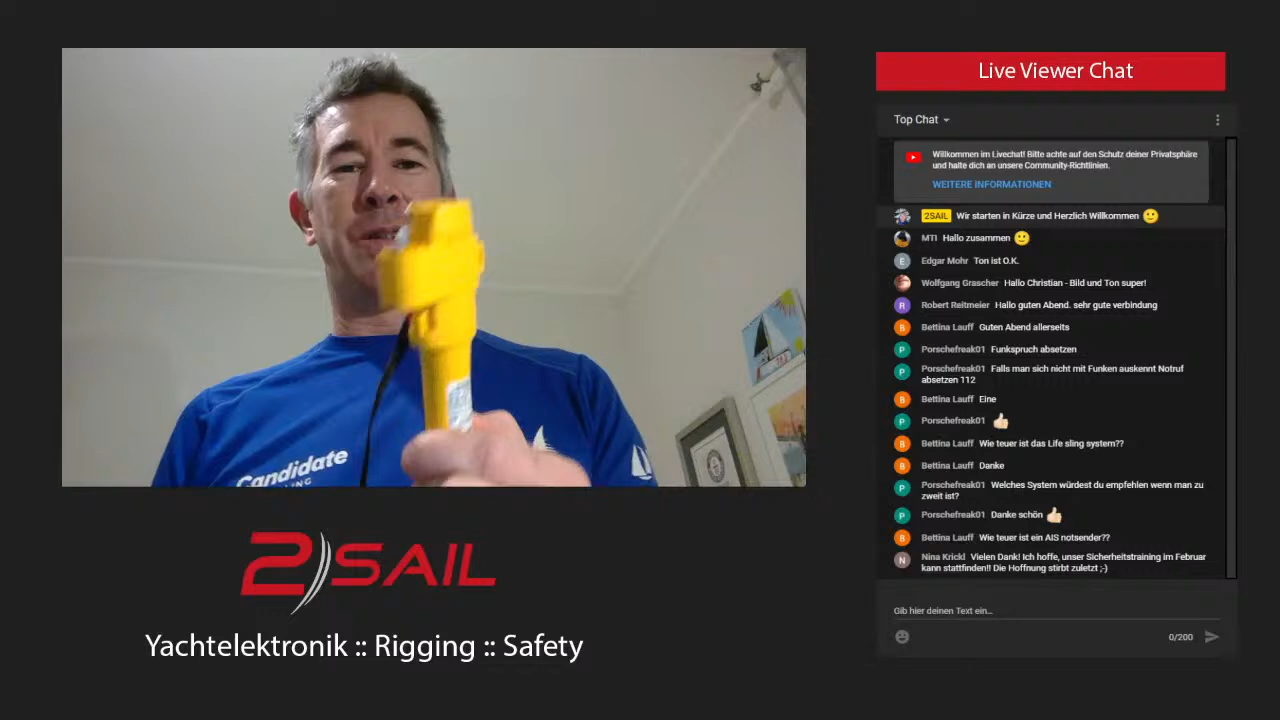 Candidate
2SAIL
Yachtelektronik :: Rigging :: Safety
Live Viewer Chat
Top Chat
Willkommen im Livechat! Bitte achte auf den Schutz deiner Privatsphäre
und halte dich an unsere Community-Richtlinien.
WEITERE INFORMATIONEN
2SAIL Wir starten in Kürze und Herzlich Willkommen 🙂
MTI Hallo zusammen 🙂
E Edgar Mohr Ton ist O.K.
Wolfgang Grascher Hallo Christian - Bild und Ton super!
R Robert Reitmeier Hallo guten Abend. sehr gute verbindung
B Bettina Lauff Guten Abend allerseits
P Porschefreak01 Funkspruch absetzen
P Porschefreak01 Falls man sich nicht mit Funken auskennt Notruf
absetzen 112
B Bettina Lauff Eine
P Porschefreak01 👍🏻
B Bettina Lauff Wie teuer ist das Life sling system??
B Bettina Lauff Danke
P Porschefreak01 Welches System würdest du empfehlen wenn man zu
zweit ist?
P Porschefreak01 Danke schön 👍🏻
B Bettina Lauff Wie teuer ist ein AIS notsender??
N Nina Krickl Vielen Dank! Ich hoffe, unser Sicherheitstraining im Februar
kann stattfinden!! Die Hoffnung stirbt zuletzt ;-)
Gib hier deinen Text ein...
0/200